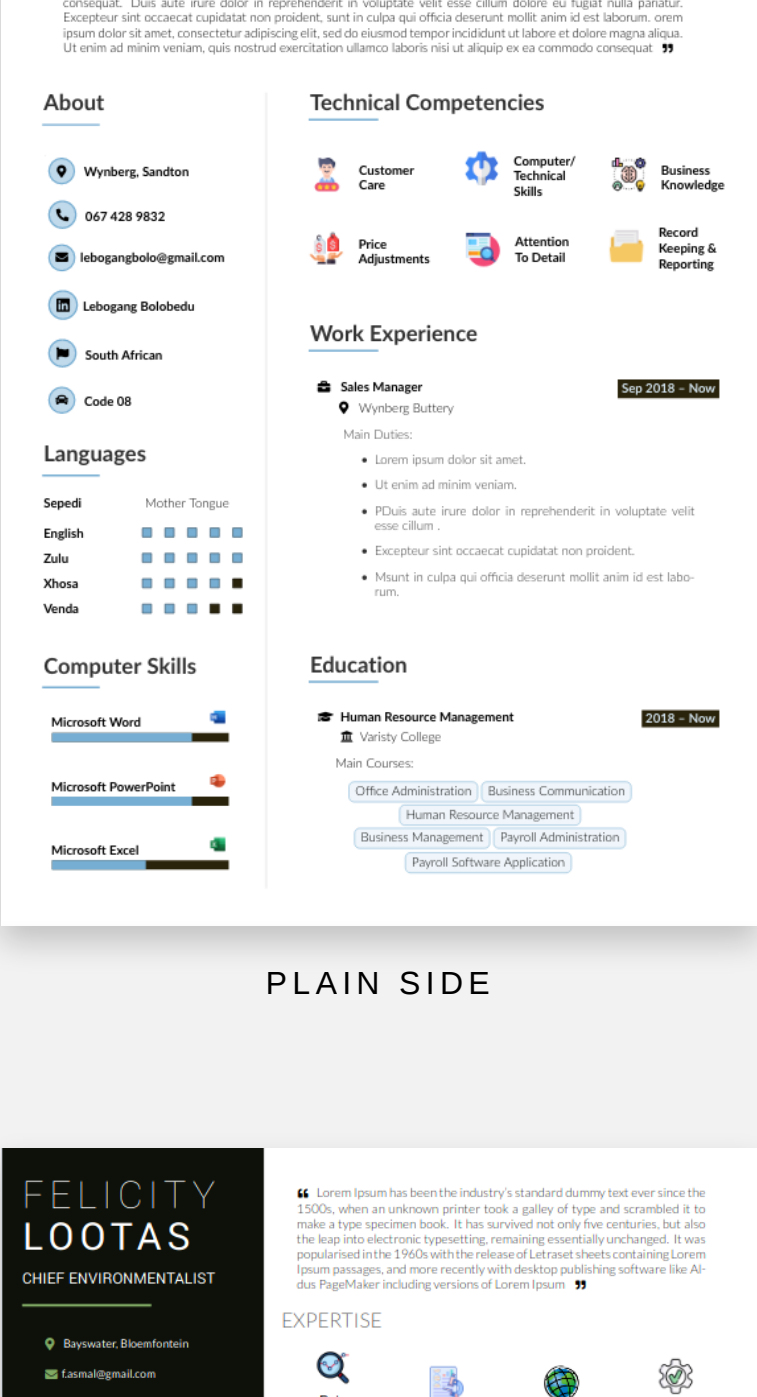 consequat. Duis aute irure dolor in reprehenderit in voluptate velit esse cillum dolore eu fugiat nulla pariatur.
Excepteur sint occaecat cupidatat non proident, sunt in culpa qui officia deserunt mollit anim id est laborum. orem
ipsum dolor sit amet, consectetur adipiscing elit, sed do eiusmod tempor incididunt ut labore et dolore magna aliqua.
Ut enim ad minim veniam, quis nostrud exercitation ullamco laboris nisi ut aliquip ex ea commodo consequat ”
About
Wynberg, Sandton
067 428 9832
lebogangbolo@gmail.com
Lebogang Bolobedu
South African
Code 08
Languages
Sepedi Mother Tongue
English
Zulu
Xhosa
Venda
Computer Skills
Microsoft Word
Microsoft PowerPoint
Microsoft Excel
Technical Competencies
Customer
Care
Computer/
Technical
Skills
Business
Knowledge
Price
Adjustments
Attention
To Detail
Record
Keeping &
Reporting
Work Experience
Sales Manager Sep 2018 – Now
Wynberg Buttery
Main Duties:
• Lorem ipsum dolor sit amet.
• Ut enim ad minim veniam.
• PDuis aute irure dolor in reprehenderit in voluptate velit
esse cillum .
• Excepteur sint occaecat cupidatat non proident.
• Msunt in culpa qui officia deserunt mollit anim id est labo-
rum.
Education
Human Resource Management 2018 – Now
Varisty College
Main Courses:
Office Administration Business Communication
Human Resource Management
Business Management Payroll Administration
Payroll Software Application
PLAIN SIDE
FELICITY
LOOTAS
CHIEF ENVIRONMENTALIST
Bayswater, Bloemfontein
f.asmal@gmail.com
“ Lorem Ipsum has been the industry's standard dummy text ever since the
1500s, when an unknown printer took a galley of type and scrambled it to
make a type specimen book. It has survived not only five centuries, but also
the leap into electronic typesetting, remaining essentially unchanged. It was
popularised in the 1960s with the release of Letraset sheets containing Lorem
Ipsum passages, and more recently with desktop publishing software like Al-
dus PageMaker including versions of Lorem Ipsum ”
EXPERTISE